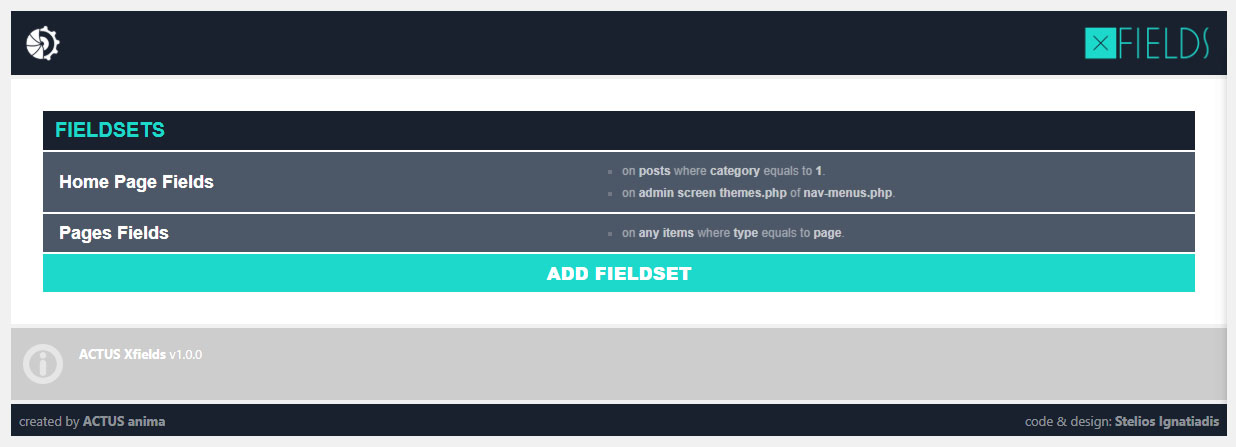 X FIELDS
FIELDSETS
Home Page Fields
on posts where category equals to 1.
on admin screen themes.php of nav-menus.php.
Pages Fields
on any items where type equals to page.
ADD FIELDSET
ACTUS Xfields v1.0.0
created by ACTUS anima
code & design: Stelios Ignatiadis